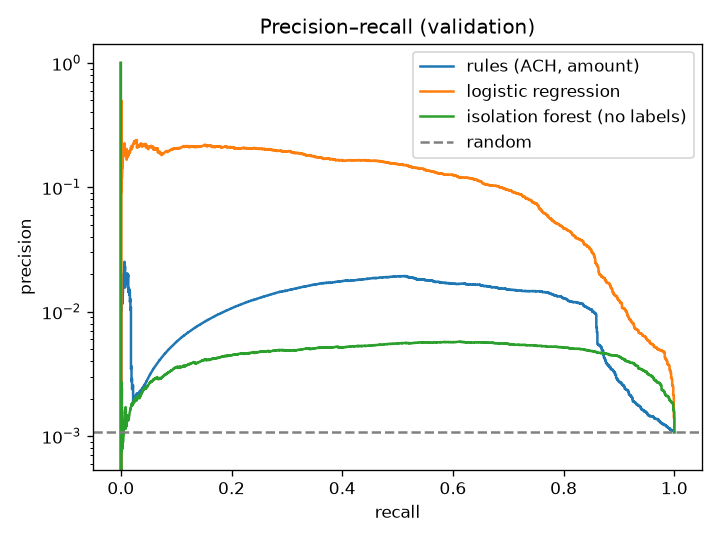 Precision–recall (validation)
rules (ACH, amount)
logistic regression
isolation forest (no labels)
random
10⁰
10⁻¹
10⁻²
10⁻³
precision
0.0 0.2 0.4 0.6 0.8 1.0
recall